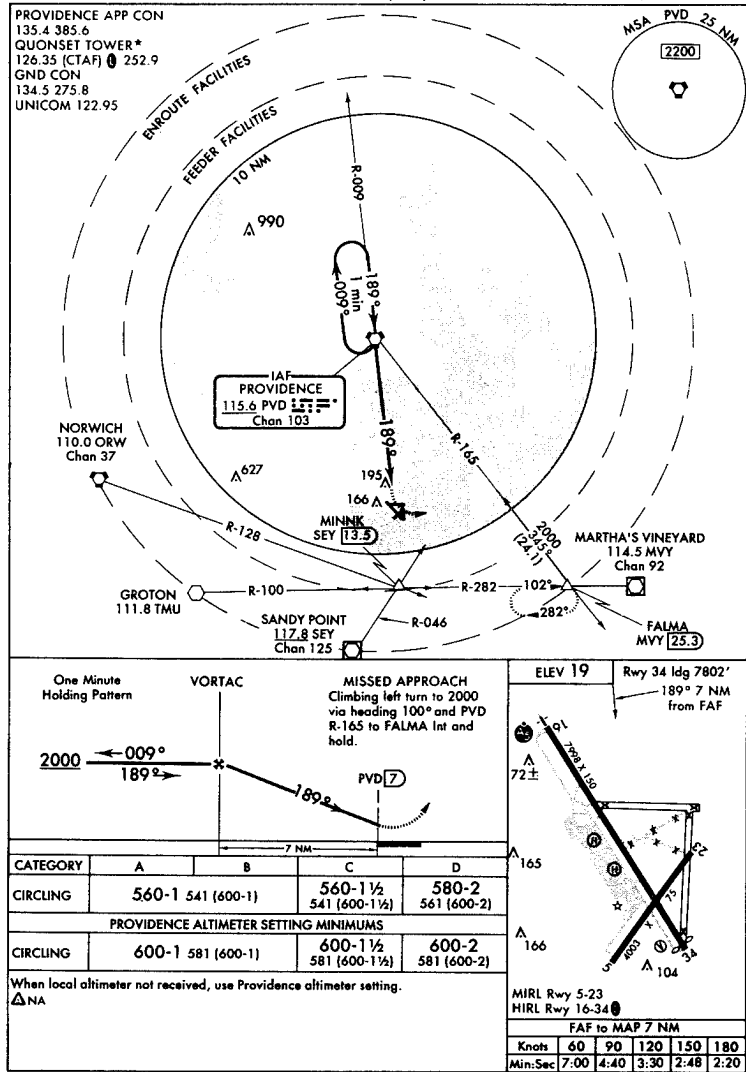 PROVIDENCE APP CON
135.4 385.6
QUONSET TOWER*
126.35 (CTAF) L 252.9
GND CON
134.5 275.8
UNICOM 122.95
MSA PVD 25 NM
2200
ENROUTE FACILITIES
FEEDER FACILITIES
10 NM
R-009
990
009°
1 min
189°
IAF
PROVIDENCE
115.6 PVD
Chan 103
189°
R-165
NORWICH
110.0 ORW
Chan 37
627
195
166
MINNK
SEY 13.5
R-128
2000
345°
(24.1)
MARTHA'S VINEYARD
114.5 MVY
Chan 92
GROTON
111.8 TMU
R-100
R-282
102°
282°
SANDY POINT
117.8 SEY
Chan 125
R-046
FALMA
MVY 25.3
One Minute
Holding Pattern
VORTAC
MISSED APPROACH
Climbing left turn to 2000
via heading 100° and PVD
R-165 to FALMA Int and
hold.
2000
009°
189°
189°
PVD 7
7 NM
ELEV 19
Rwy 34 ldg 7802'
189° 7 NM
from FAF
16
7998 X 150
72±
165
166
23
75
5
4003
34
104
MIRL Rwy 5-23
HIRL Rwy 16-34
CATEGORY A B C D
CIRCLING 560-1 541 (600-1) 560-1½ 541 (600-1½) 580-2 561 (600-2)
PROVIDENCE ALTIMETER SETTING MINIMUMS
CIRCLING 600-1 581 (600-1) 600-1½ 581 (600-1½) 600-2 581 (600-2)
When local altimeter not received, use Providence altimeter setting.
A NA
FAF to MAP 7 NM
Knots 60 90 120 150 180
Min:Sec 7:00 4:40 3:30 2:48 2:20